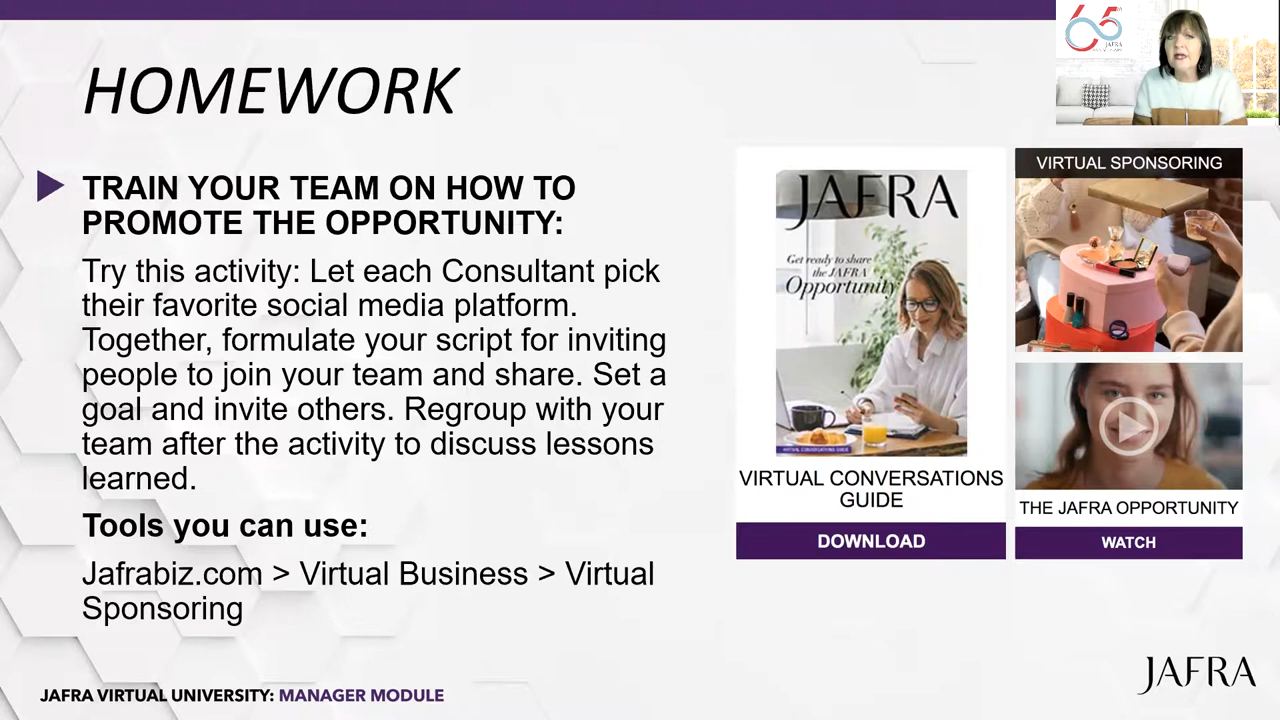 HOMEWORK
TRAIN YOUR TEAM ON HOW TO
PROMOTE THE OPPORTUNITY:
Try this activity: Let each Consultant pick
their favorite social media platform.
Together, formulate your script for inviting
people to join your team and share. Set a
goal and invite others. Regroup with your
team after the activity to discuss lessons
learned.
Tools you can use:
Jafrabiz.com > Virtual Business > Virtual
Sponsoring
JAFRA
Get ready to share
the JAFRA
Opportunity
VIRTUAL CONVERSATIONS GUIDE
VIRTUAL CONVERSATIONS
GUIDE
DOWNLOAD
VIRTUAL SPONSORING
THE JAFRA OPPORTUNITY
WATCH
65
JAFRA
JAFRA VIRTUAL UNIVERSITY: MANAGER MODULE
JAFRA